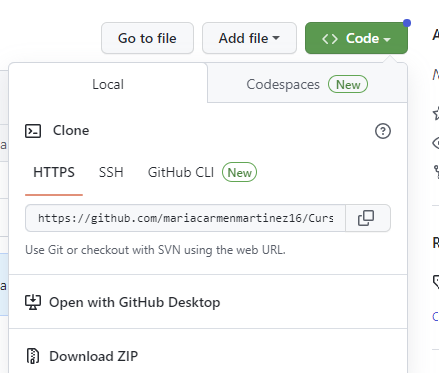 Go to file
Add file
<> Code
Local
Codespaces New
Clone
HTTPS
SSH
GitHub CLI New
https://github.com/mariacarmenmartinez16/Curs
Use Git or checkout with SVN using the web URL.
Open with GitHub Desktop
Download ZIP